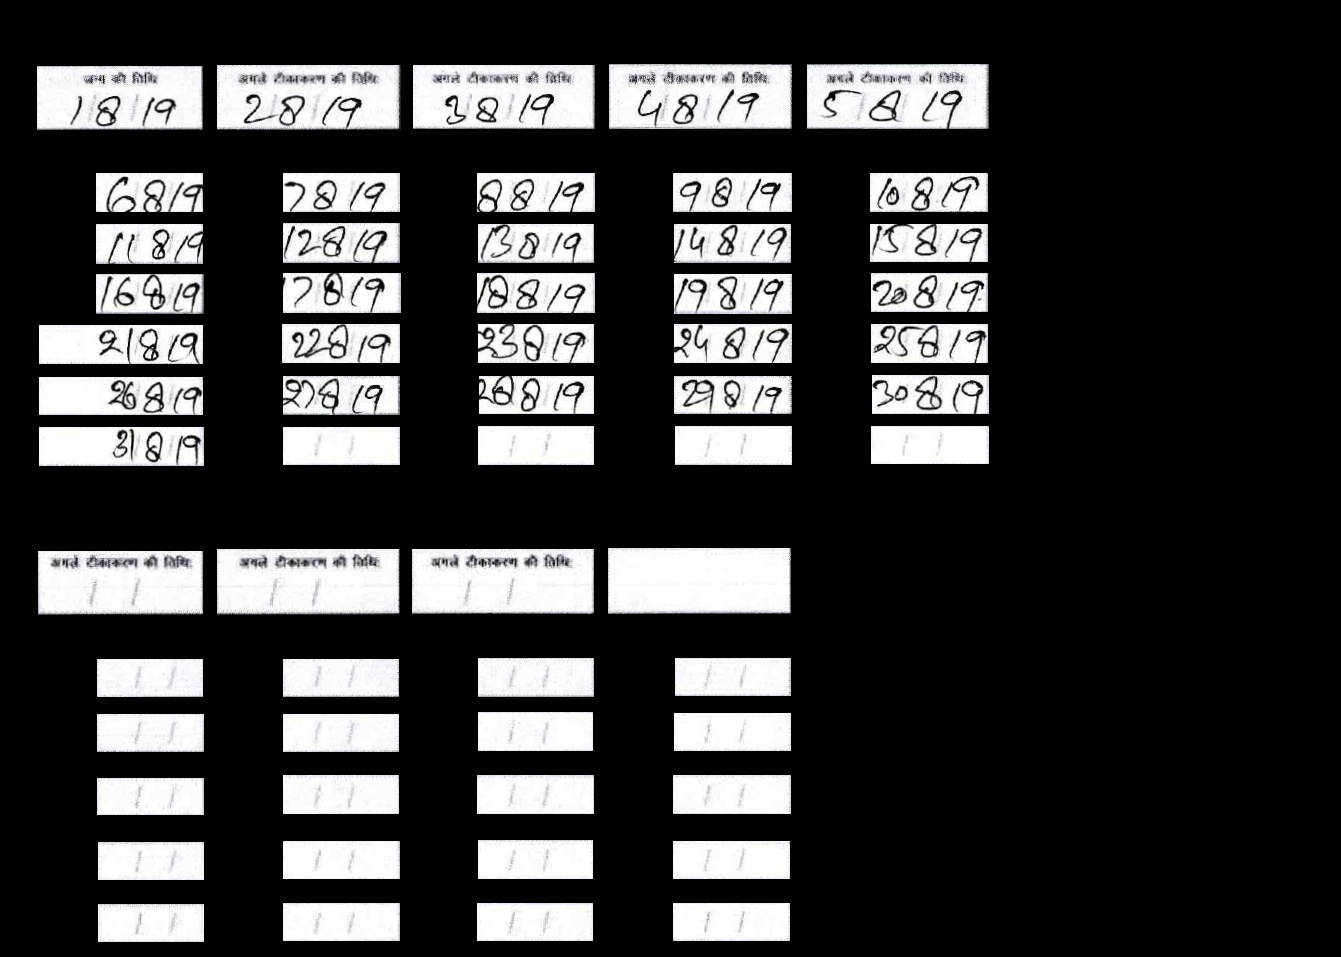 जन्म की तिथि अगले टीकाकरण की तिथि: अगले टीकाकरण की तिथि: अगले टीकाकरण की तिथि: अगले टीकाकरण की तिथि:
1/8/19 2/8/19 3/8/19 4/8/19 5/8/19
6/8/19 7/8/19 8/8/19 9/8/19 10/8/19
11/8/19 12/8/19 13/8/19 14/8/19 15/8/19
16/8/19 17/8/19 18/8/19 19/8/19 20/8/19
21/8/19 22/8/19 23/8/19 24/8/19 25/8/19
26/8/19 27/8/19 28/8/19 29/8/19 30/8/19
31/8/19 / / / / / / / /
अगले टीकाकरण की तिथि: अगले टीकाकरण की तिथि: अगले टीकाकरण की तिथि:
/ / / / / /
/ / / / / / / /
/ / / / / / / /
/ / / / / / / /
/ / / / / / / /
/ / / / / / / /